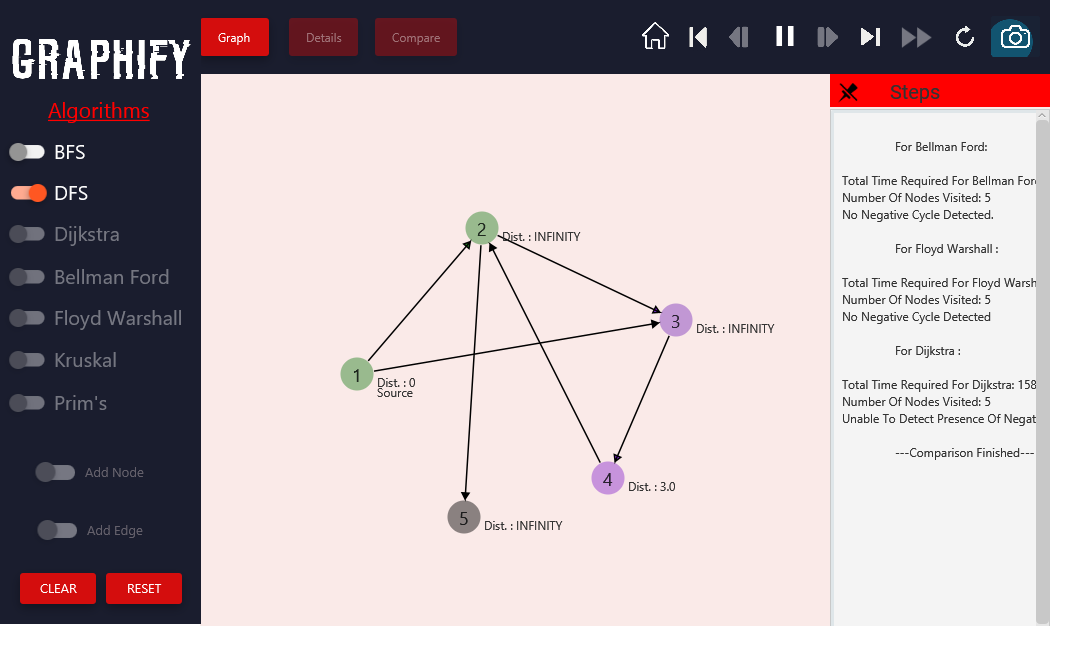 GRAPHIFY
Graph
Details
Compare
Algorithms
BFS
DFS
Dijkstra
Bellman Ford
Floyd Warshall
Kruskal
Prim's
Add Node
Add Edge
CLEAR
RESET
2
Dist. : INFINITY
3
Dist. : INFINITY
1
Dist. : 0
Source
4
Dist. : 3.0
5
Dist. : INFINITY
Steps
For Bellman Ford:
Total Time Required For Bellman For
Number Of Nodes Visited: 5
No Negative Cycle Detected.
For Floyd Warshall :
Total Time Required For Floyd Warsh
Number Of Nodes Visited: 5
No Negative Cycle Detected
For Dijkstra :
Total Time Required For Dijkstra: 158
Number Of Nodes Visited: 5
Unable To Detect Presence Of Negat
---Comparison Finished---